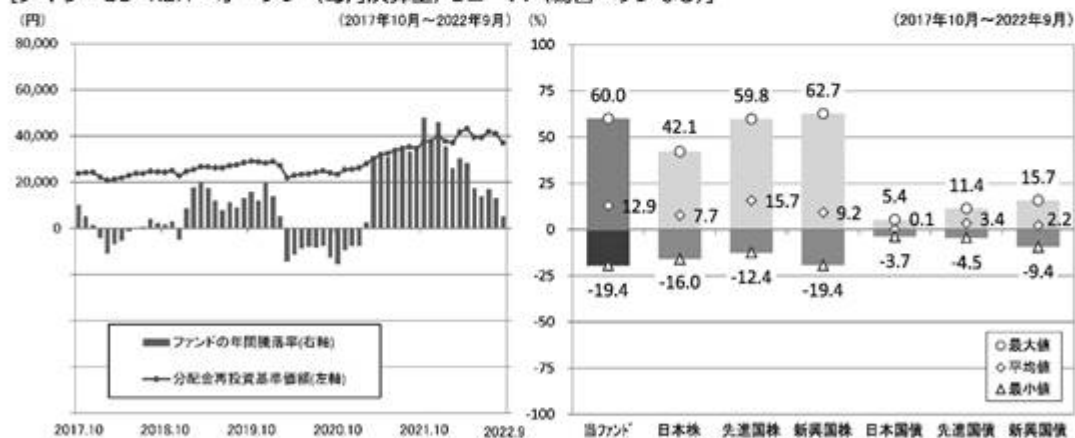 (円)
(2017年10月～2022年9月)
80,000
60,000
40,000
20,000
0
ファンドの年間騰落率(右軸)
分配金再投資基準価額(左軸)
2017.10 2018.10 2019.10 2020.10 2021.10 2022.9
(%)
(2017年10月～2022年9月)
100
75
50
25
0
-25
-50
-75
-100
60.0 42.1 59.8 62.7 5.4 11.4 15.7
12.9 7.7 15.7 9.2 0.1 3.4 2.2
-19.4 -16.0 -12.4 -19.4 -3.7 -4.5 -9.4
○最大値
◇平均値
△最小値
当ファンド 日本株 先進国株 新興国株 日本国債 先進国債 新興国債